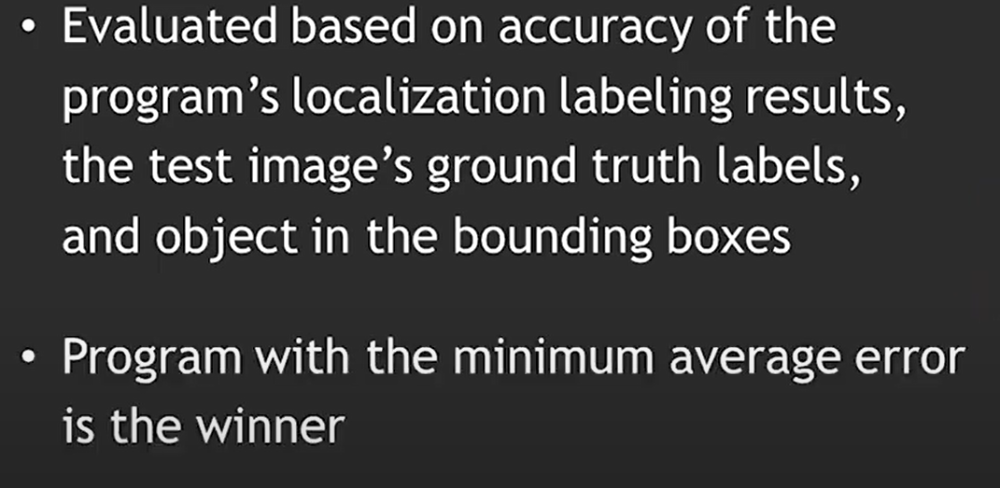 • Evaluated based on accuracy of the
program’s localization labeling results,
the test image’s ground truth labels,
and object in the bounding boxes
• Program with the minimum average error
is the winner